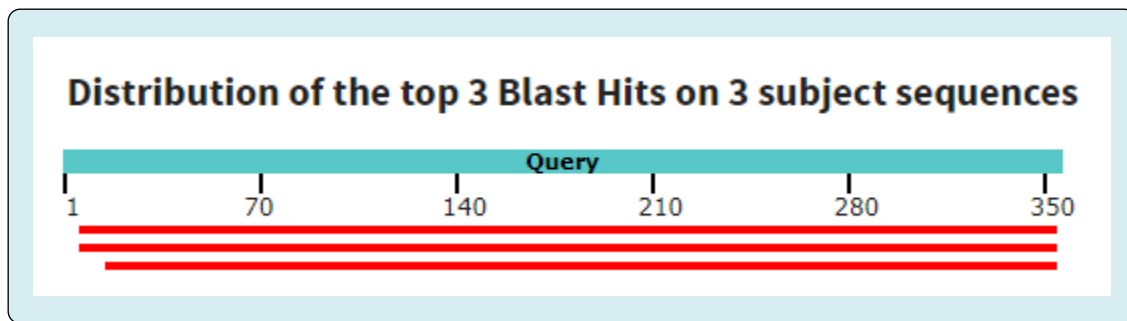 Distribution of the top 3 Blast Hits on 3 subject sequences
Query
1 70 140 210 280 350